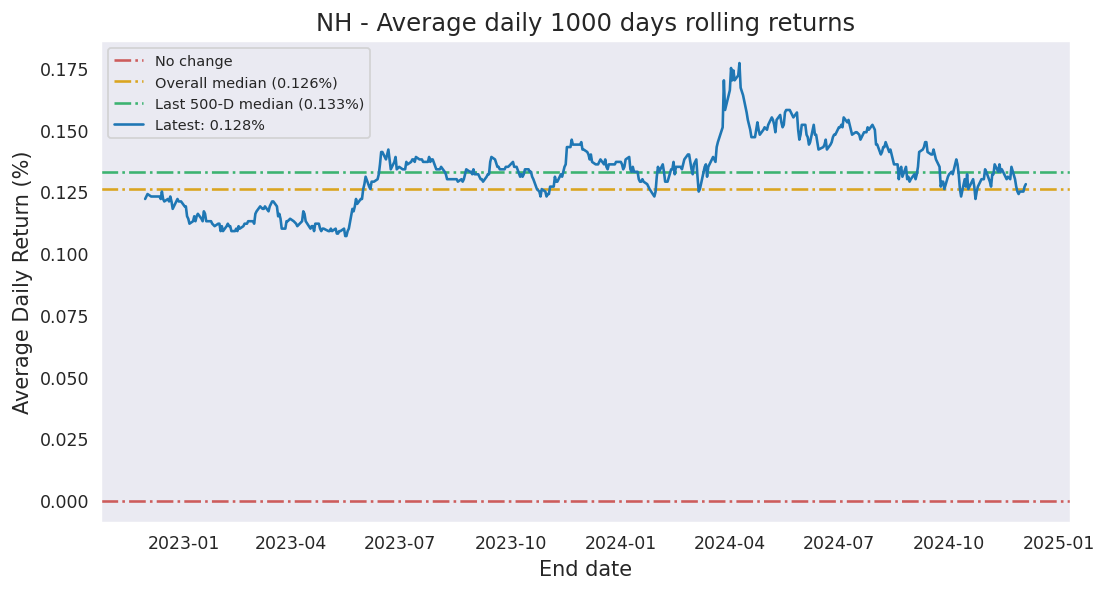 NH - Average daily 1000 days rolling returns
No change
Overall median (0.126%)
Last 500-D median (0.133%)
Latest: 0.128%
Average Daily Return (%)
0.175
0.150
0.125
0.100
0.075
0.050
0.025
0.000
2023-01 2023-04 2023-07 2023-10 2024-01 2024-04 2024-07 2024-10 2025-01
End date